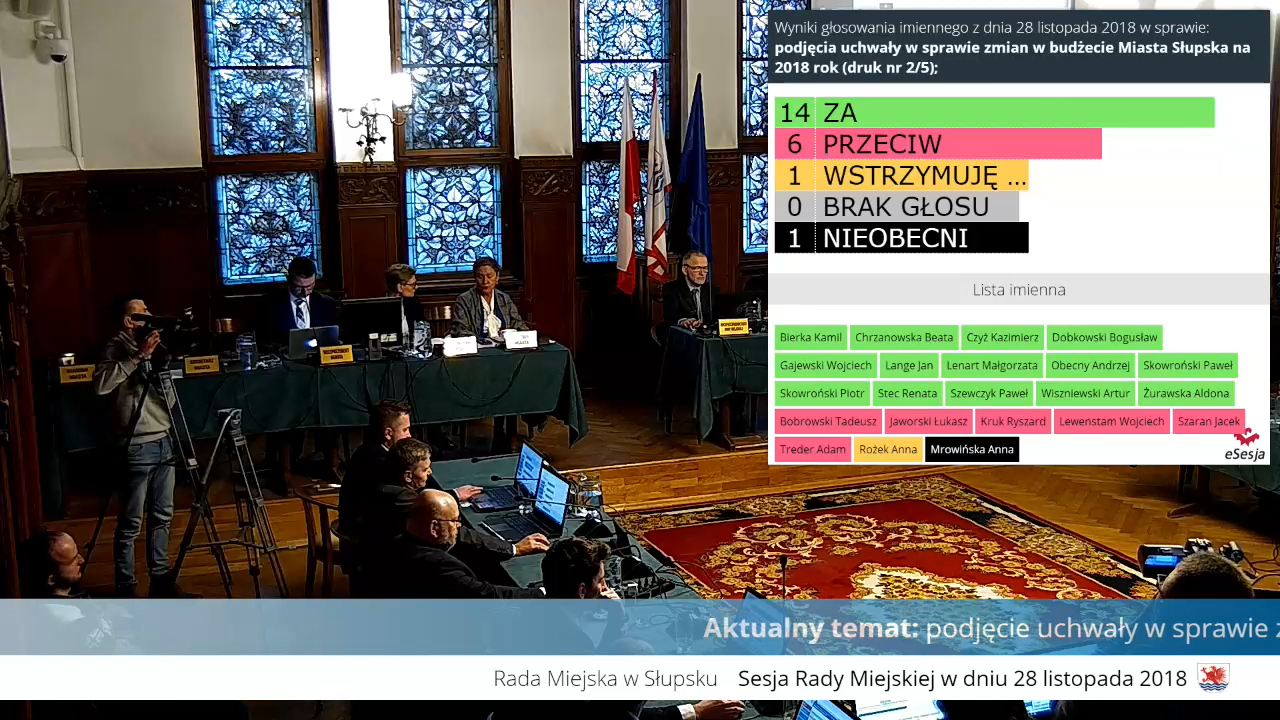 Wyniki głosowania imiennego z dnia 28 listopada 2018 w sprawie:
podjęcia uchwały w sprawie zmian w budżecie Miasta Słupska na
2018 rok (druk nr 2/5);
14 ZA
6 PRZECIW
1 WSTRZYMUJĘ ...
0 BRAK GŁOSU
1 NIEOBECNI
Lista imienna
Bierka Kamil Chrzanowska Beata Czyż Kazimierz Dobkowski Bogusław
Gajewski Wojciech Lange Jan Lenart Małgorzata Obecny Andrzej Skowroński Paweł
Skowroński Piotr Stec Renata Szewczyk Paweł Wiszniewski Artur Żurawska Aldona
Bobrowski Tadeusz Jaworski Łukasz Kruk Ryszard Lewenstam Wojciech Szaran Jacek
Treder Adam Rożek Anna Mrowińska Anna
eSesja
Aktualny temat: podjęcie uchwały w sprawie
Rada Miejska w Słupsku Sesja Rady Miejskiej w dniu 28 listopada 2018